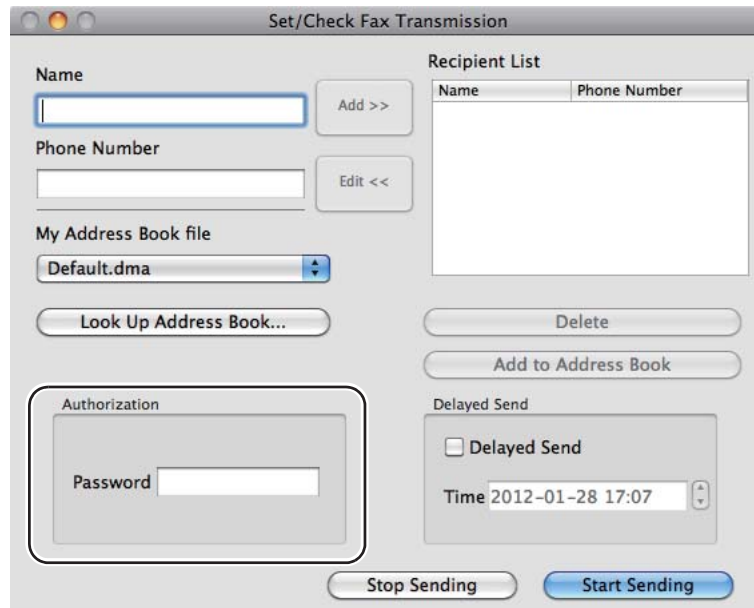 Set/Check Fax Transmission
Name
Add >>
Phone Number
Edit <<
My Address Book file
Default.dma
Look Up Address Book...
Recipient List
Name Phone Number
Delete
Add to Address Book
Authorization
Password
Delayed Send
Delayed Send
Time 2012-01-28 17:07
Stop Sending Start Sending